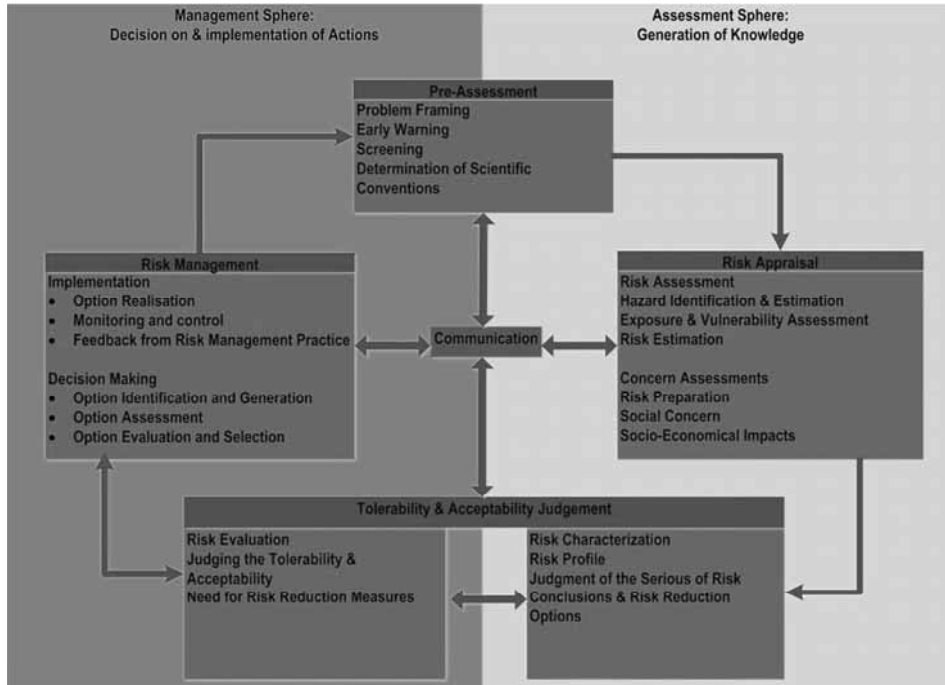 Management Sphere:
Decision on & implementation of Actions
Assessment Sphere:
Generation of Knowledge
Pre-Assessment
Problem Framing
Early Warning
Screening
Determination of Scientific
Conventions
Risk Management
Implementation
• Option Realisation
• Monitoring and control
• Feedback from Risk Management Practice
Decision Making
• Option Identification and Generation
• Option Assessment
• Option Evaluation and Selection
Communication
Risk Appraisal
Risk Assessment
Hazard Identification & Estimation
Exposure & Vulnerability Assessment
Risk Estimation
Concern Assessments
Risk Preparation
Social Concern
Socio-Economical Impacts
Tolerability & Acceptability Judgement
Risk Evaluation
Judging the Tolerability &
Acceptability
Need for Risk Reduction Measures
Risk Characterization
Risk Profile
Judgment of the Serious of Risk
Conclusions & Risk Reduction
Options